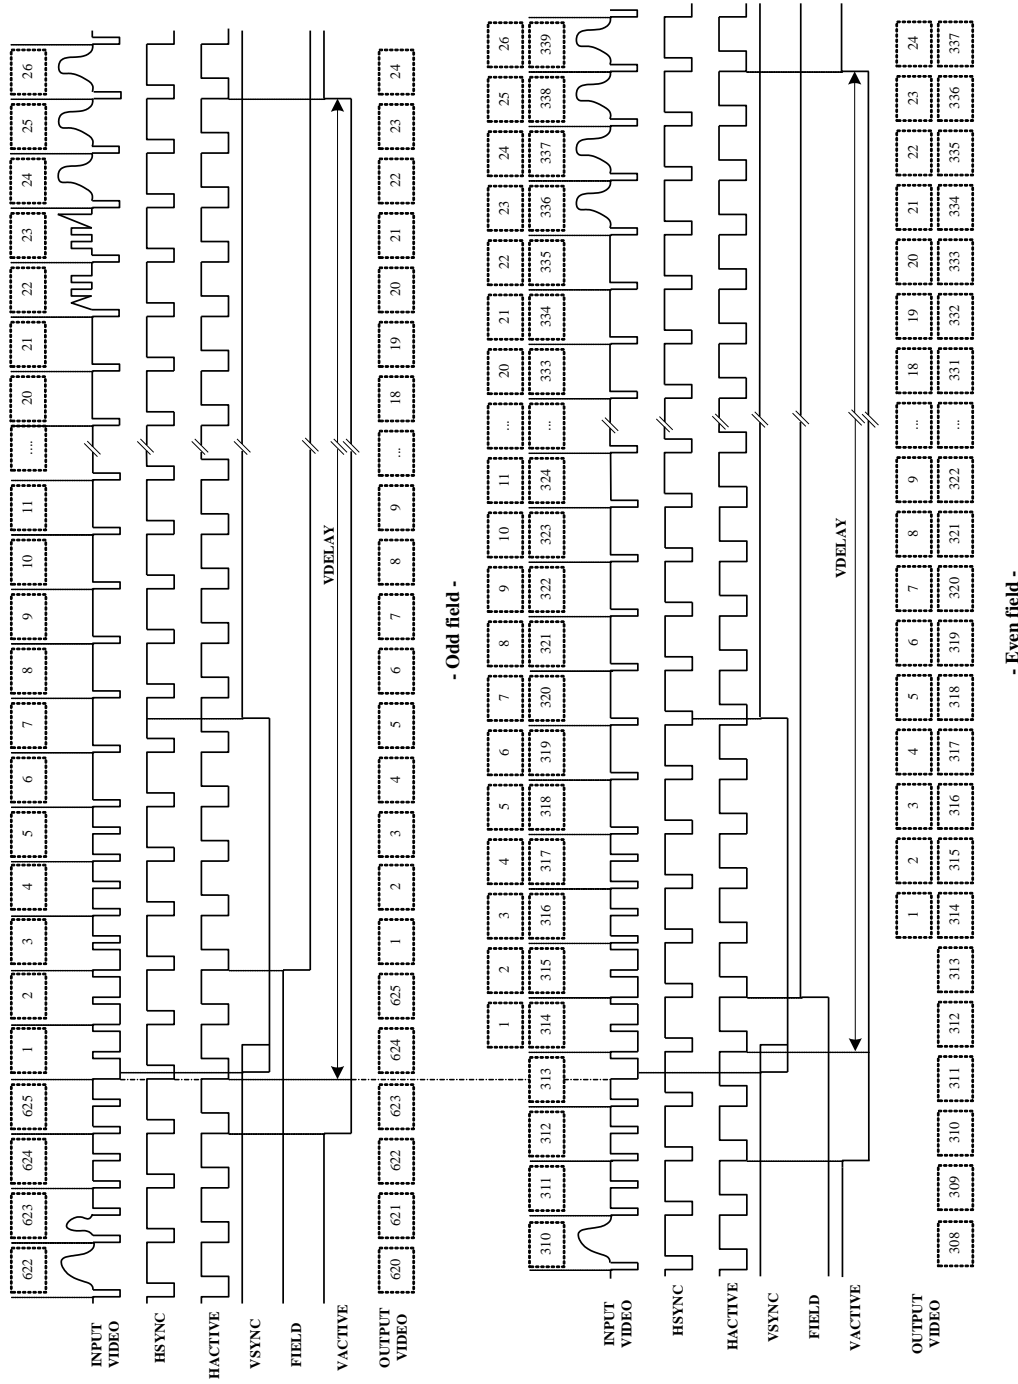 622 623 624 625 1 2 3 4 5 6 7 8 9 10 11 .... 20 21 22 23 24 25 26
INPUT
VIDEO
HSYNC
HACTIVE
VSYNC
FIELD
VDELAY
VACTIVE
OUTPUT
VIDEO
620 621 622 623 624 625 1 2 3 4 5 6 7 8 9 ... 18 19 20 21 22 23 24
- Odd field -
1 2 3 4 5 6 7 8 9 10 11 ... 20 21 22 23 24 25 26
310 311 312 313 314 315 316 317 318 319 320 321 322 323 324 ... 333 334 335 336 337 338 339
INPUT
VIDEO
HSYNC
HACTIVE
VSYNC
FIELD
VDELAY
VACTIVE
OUTPUT
VIDEO
1 2 3 4 5 6 7 8 9 ... 18 19 20 21 22 23 24
308 309 310 311 312 313 314 315 316 317 318 319 320 321 322 ... 331 332 333 334 335 336 337
- Even field -